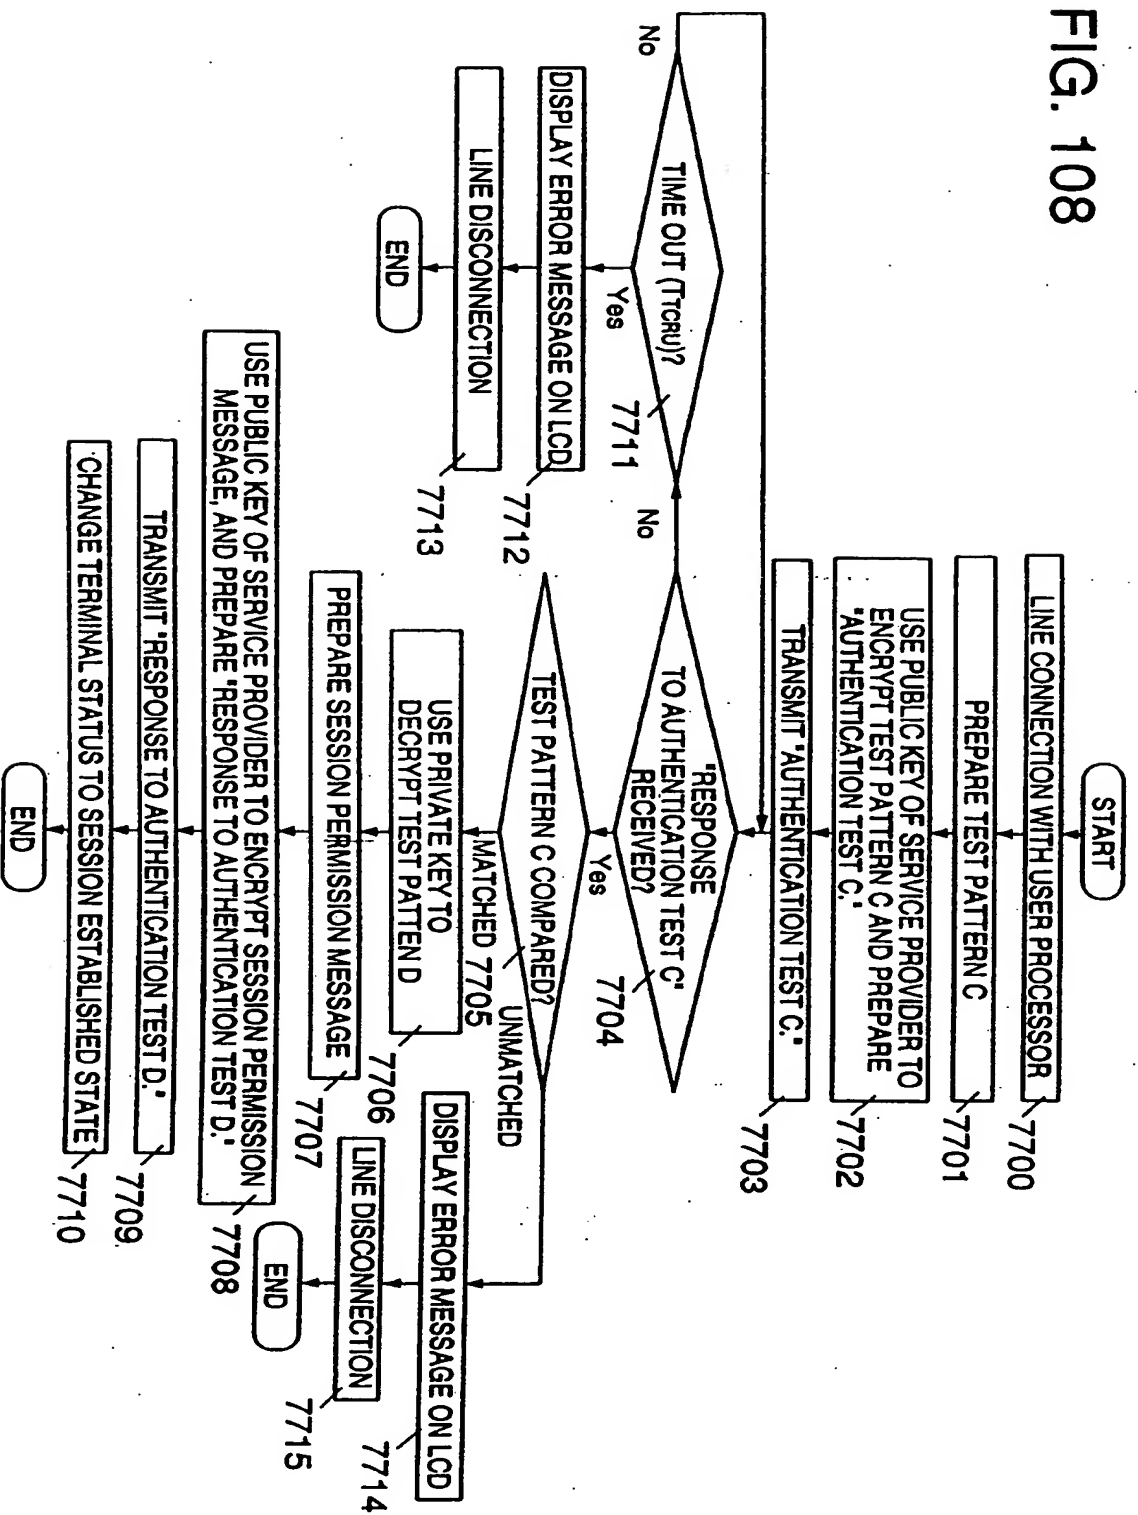 FIG. 108
START
LINE CONNECTION WITH USER PROCESSOR
7700
PREPARE TEST PATTERN C
7701
USE PUBLIC KEY OF SERVICE PROVIDER TO
ENCRYPT TEST PATTERN C AND PREPARE
"AUTHENTICATION TEST C."
7702
TRANSMIT "AUTHENTICATION TEST C."
7703
"RESPONSE
TO AUTHENTICATION TEST C"
RECEIVED?
7704
No
Yes
TIME OUT (TTCRU)?
7711
No
Yes
DISPLAY ERROR MESSAGE ON LCD
7712
LINE DISCONNECTION
7713
END
TEST PATTERN C COMPARED?
MATCHED 7705
UNMATCHED
USE PRIVATE KEY TO
DECRYPT TEST PATTEN D
7706
PREPARE SESSION PERMISSION MESSAGE
7707
USE PUBLIC KEY OF SERVICE PROVIDER TO ENCRYPT SESSION PERMISSION
MESSAGE, AND PREPARE "RESPONSE TO AUTHENTICATION TEST D."
7708
TRANSMIT "RESPONSE TO AUTHENTICATION TEST D."
7709
CHANGE TERMINAL STATUS TO SESSION ESTABLISHED STATE
7710
END
DISPLAY ERROR MESSAGE ON LCD
7714
LINE DISCONNECTION
7715
END